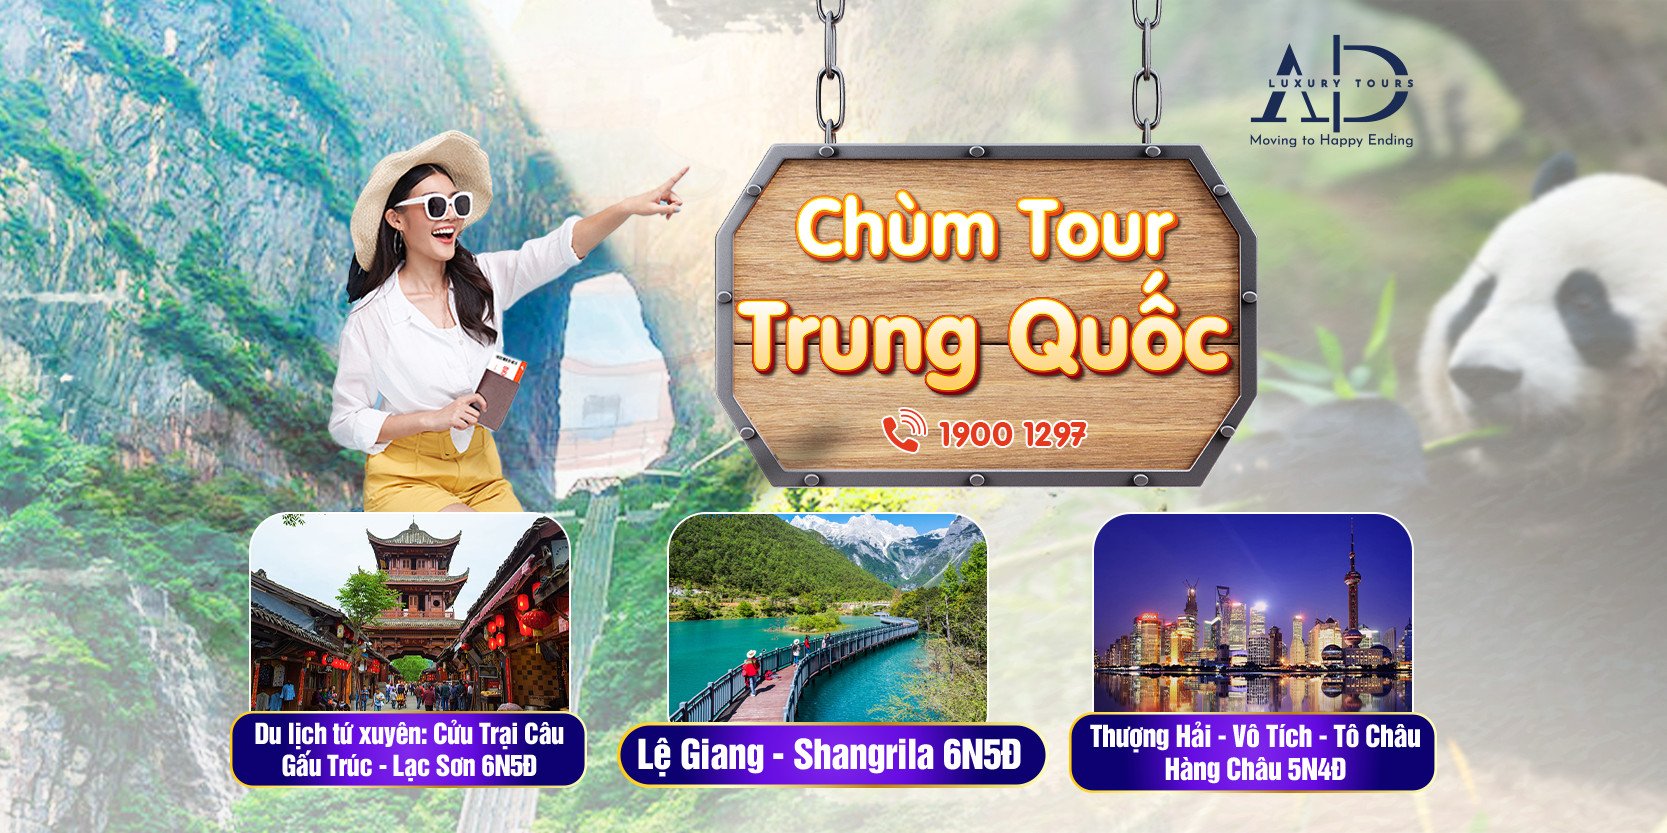 AD
LUXURY TOURS
Moving to Happy Ending
Chùm Tour
Trung Quốc
1900 1297
Du lịch tứ xuyên: Cửu Trại Câu
Gấu Trúc - Lạc Sơn 6N5Đ
Lệ Giang - Shangrila 6N5Đ
Thượng Hải - Vô Tích - Tô Châu
Hàng Châu 5N4Đ